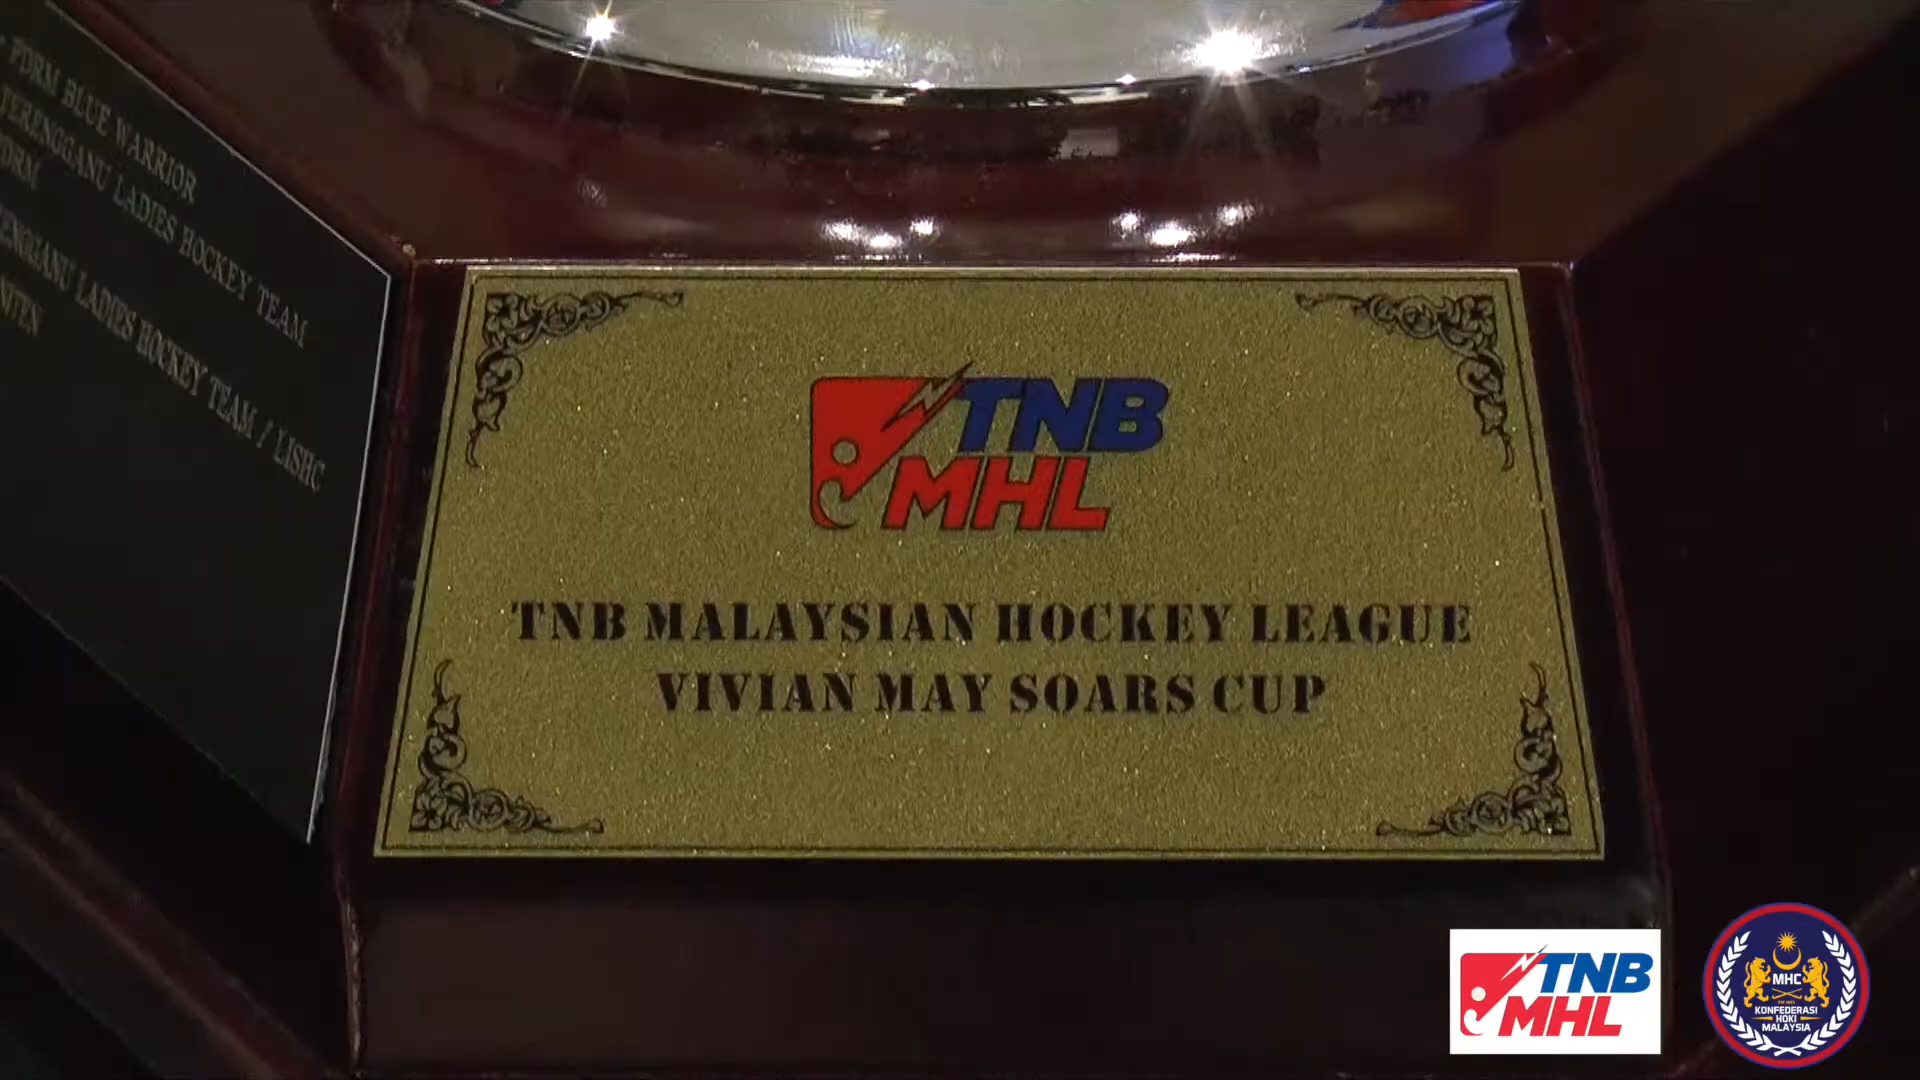 PDRM BLUE WARRIOR
TERENGGANU LADIES HOCKEY TEAM
PDRM
LADIES HOCKEY TEAM / LISHC
TNB
MHL
TNB MALAYSIAN HOCKEY LEAGUE
VIVIAN MAY SOARS CUP
TNB
MHL
MHC
KONFEDERASI
HOKI
MALAYSIA